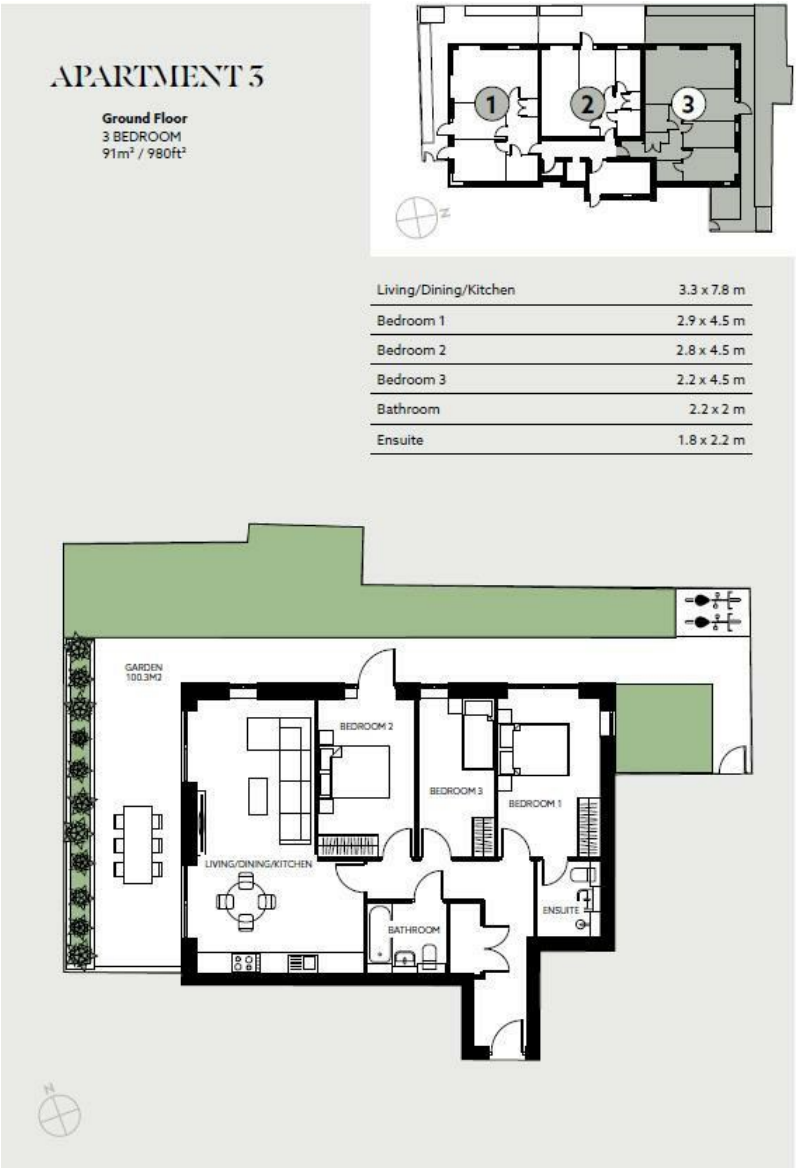 APARTMENT 3
Ground Floor
3 BEDROOM
91m² / 980ft²
1
2
3
N
Living/Dining/Kitchen 3.3 x 7.8 m
Bedroom 1 2.9 x 4.5 m
Bedroom 2 2.8 x 4.5 m
Bedroom 3 2.2 x 4.5 m
Bathroom 2.2 x 2 m
Ensuite 1.8 x 2.2 m
GARDEN
100.3M2
BEDROOM 2
BEDROOM 3
BEDROOM 1
LIVING/DINING/KITCHEN
ENSUITE
BATHROOM
N